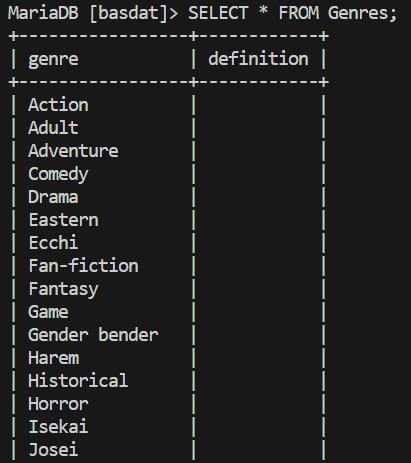 MariaDB [basdat]> SELECT * FROM Genres;
+-----------------+------------+
| genre           | definition |
+-----------------+------------+
| Action          |            |
| Adult           |            |
| Adventure       |            |
| Comedy          |            |
| Drama           |            |
| Eastern         |            |
| Ecchi           |            |
| Fan-fiction     |            |
| Fantasy         |            |
| Game            |            |
| Gender bender   |            |
| Harem           |            |
| Historical      |            |
| Horror          |            |
| Isekai          |            |
| Josei           |            |